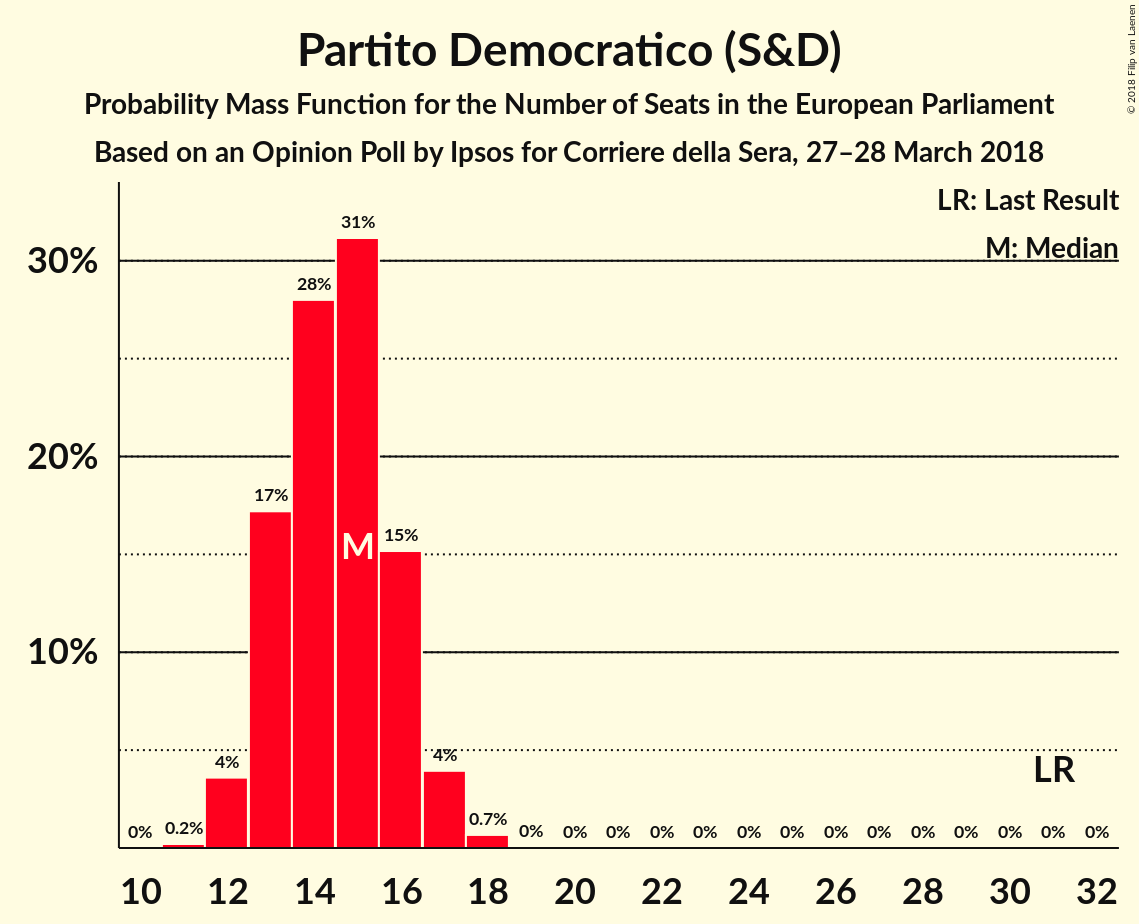 Partito Democratico (S&D)
Probability Mass Function for the Number of Seats in the European Parliament
Based on an Opinion Poll by Ipsos for Corriere della Sera, 27–28 March 2018
© 2018 Filip van Laenen
LR: Last Result
M: Median
30%
20%
10%
0% 0.2% 4% 17% 28% 31% 15% 4% 0.7% 0% 0% 0% 0% 0% 0% 0% 0% 0% 0% 0% 0% 0% 0%
M
LR
10 12 14 16 18 20 22 24 26 28 30 32